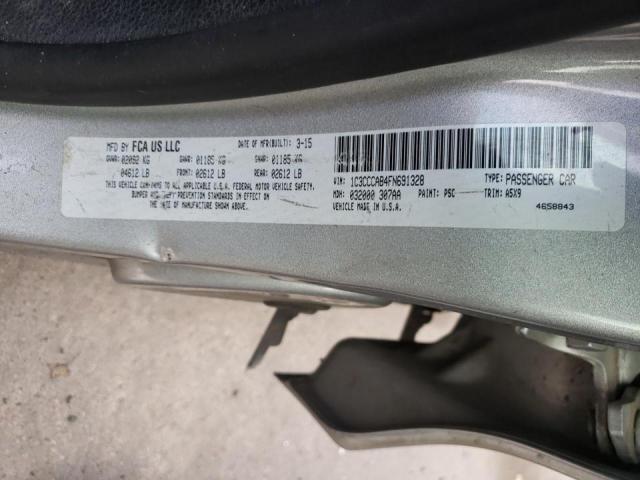 MFD BY FCA US LLC DATE OF MFR(BUILT): 3-15
GVWR: 02092 KG GAWR: 01185 KG GAWR: 01185 KG
04612 LB FRONT: 02612 LB REAR: 02612 LB
THIS VEHICLE CONFORMS TO ALL APPLICABLE U.S.A. FEDERAL MOTOR VEHICLE SAFETY,
BUMPER AND THEFT PREVENTION STANDARDS IN EFFECT ON
THE DATE OF MANUFACTURE SHOWN ABOVE.
VIN: 1C3CCCAB4FN691328 TYPE: PASSENGER CAR
MDH: 032000 307AA PAINT: PSC TRIM: A5X9
VEHICLE MADE IN U.S.A. 4658843